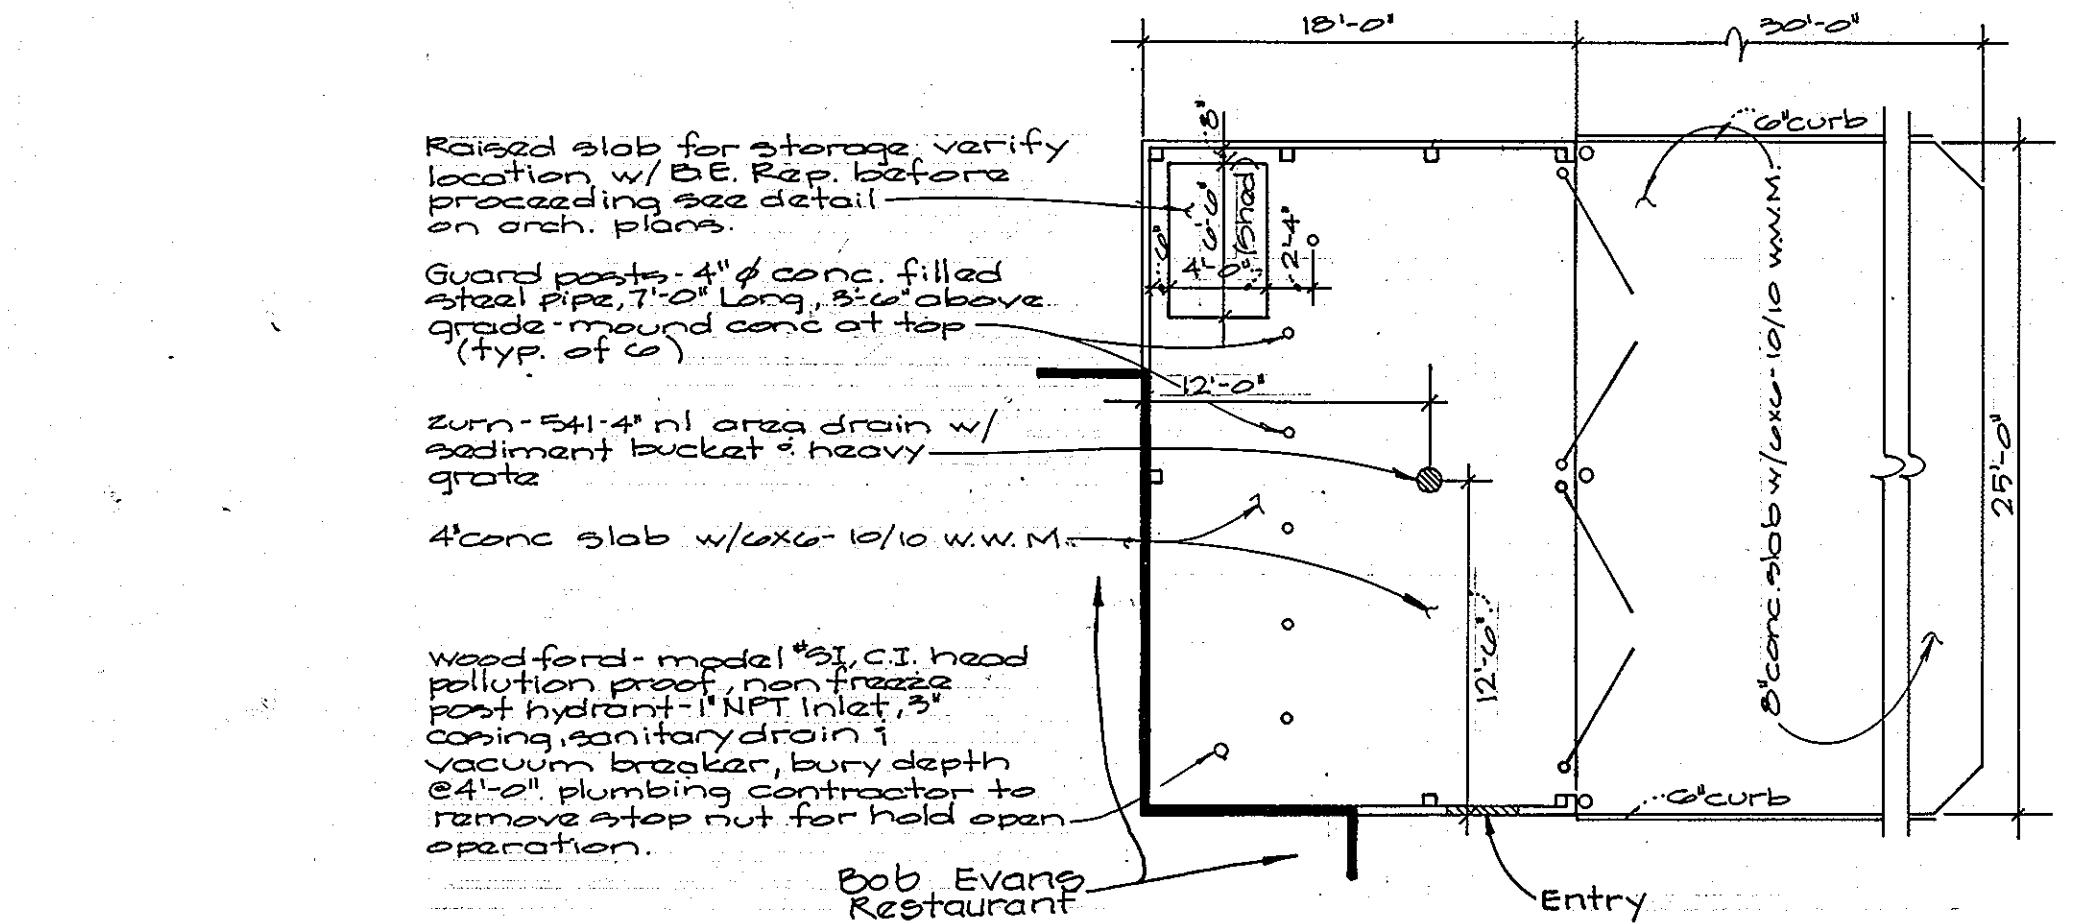 18'-0"
30'-0"
Raised slab for storage verify
location w/ B.E. Rep. before
proceeding see detail
on arch. plans.
Guard posts-4"ø conc. filled
steel pipe, 7'-0" Long, 3'-6" above
grade-mound conc at top
(typ. of 6)
Zurn-541-4" nl area drain w/
sediment bucket & heavy
grate
4"conc slab w/6x6-10/10 W.W.M.
Woodford-model #SI, C.I. head
pollution proof, non freeze
post hydrant-1"NPT Inlet, 3"
casing, sanitary drain &
vacuum breaker, bury depth
@4'-0". plumbing contractor to
remove stop nut for hold open
operation.
Bob Evans
Restaurant
8"
6"
6'-6"
(Shed)
4'-0"
2'-4"
12'-0"
12'-6"
6"curb
8"conc. slab w/6x6-10/10 W.W.M.
25'-0"
6"curb
Entry